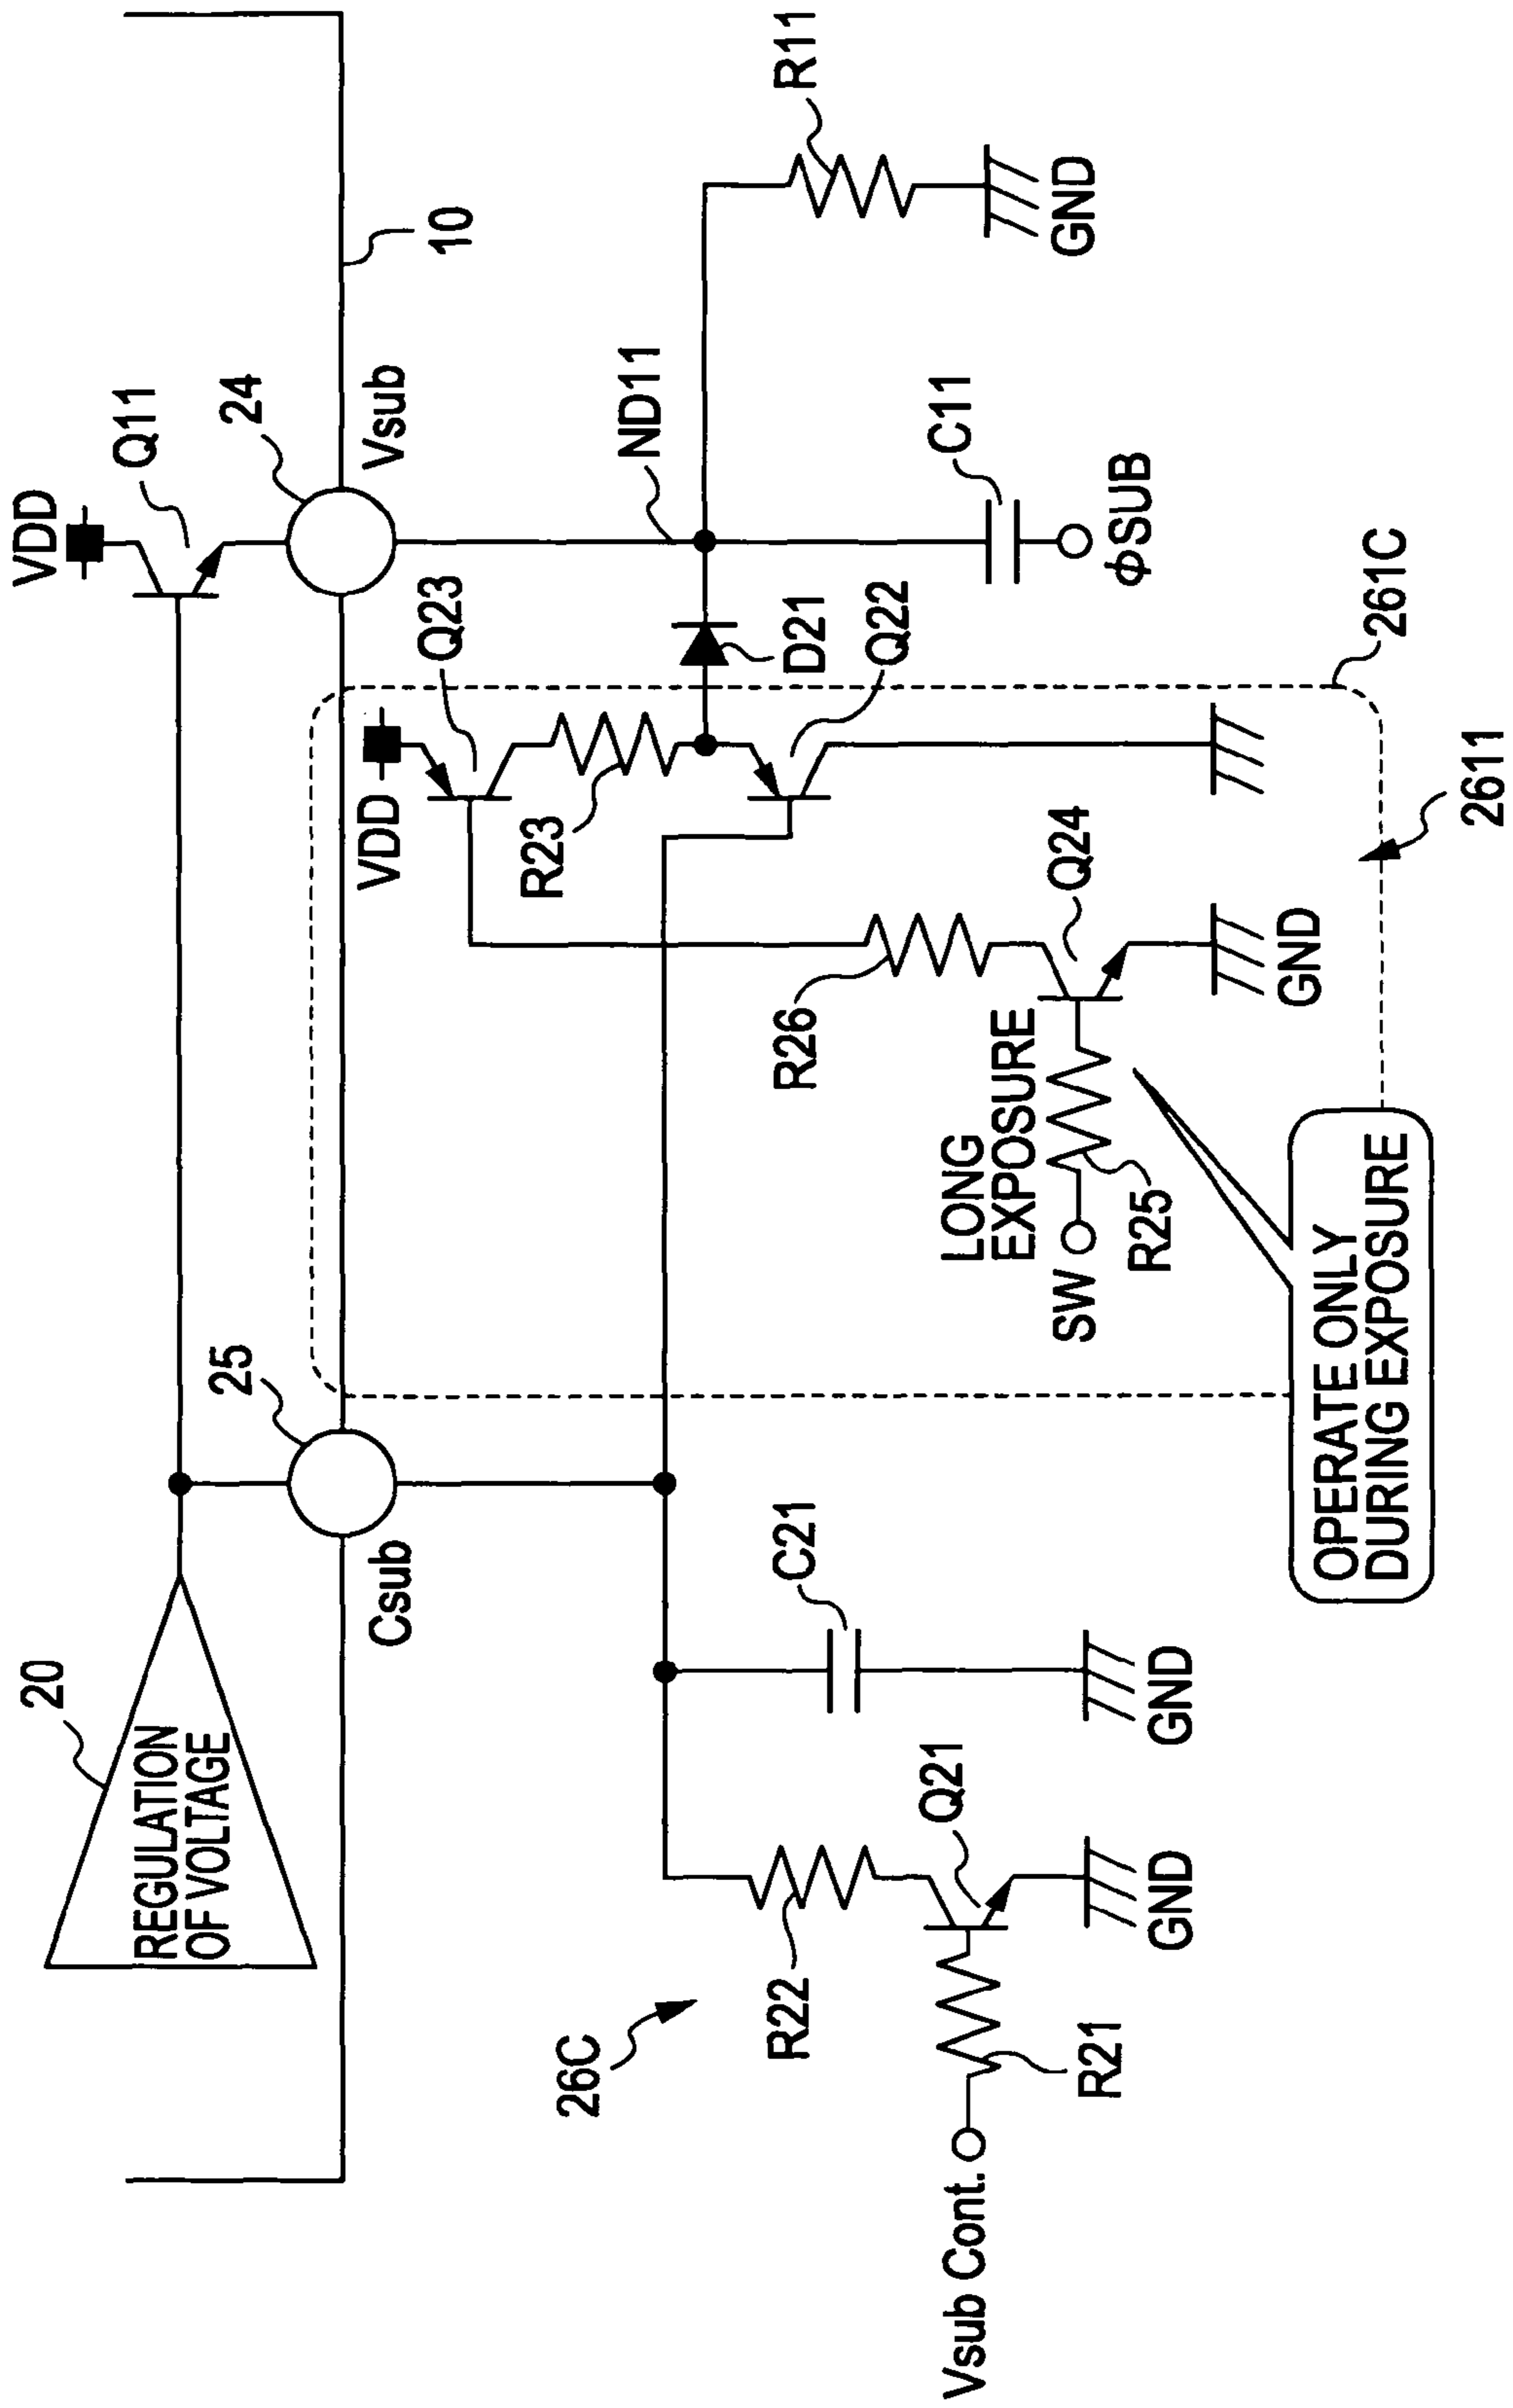 VDD
Q11
24
Vsub
10
20
REGULATION
OF VOLTAGE
25
Csub
VDD
Q23
R23
ND11
D21
Q22
R11
GND
C11
ΦSUB
261C
2611
R26
Q24
GND
LONG
EXPOSURE
SW
R25
OPERATE ONLY
DURING EXPOSURE
C21
GND
26C
R22
Q21
GND
R21
Vsub Cont.